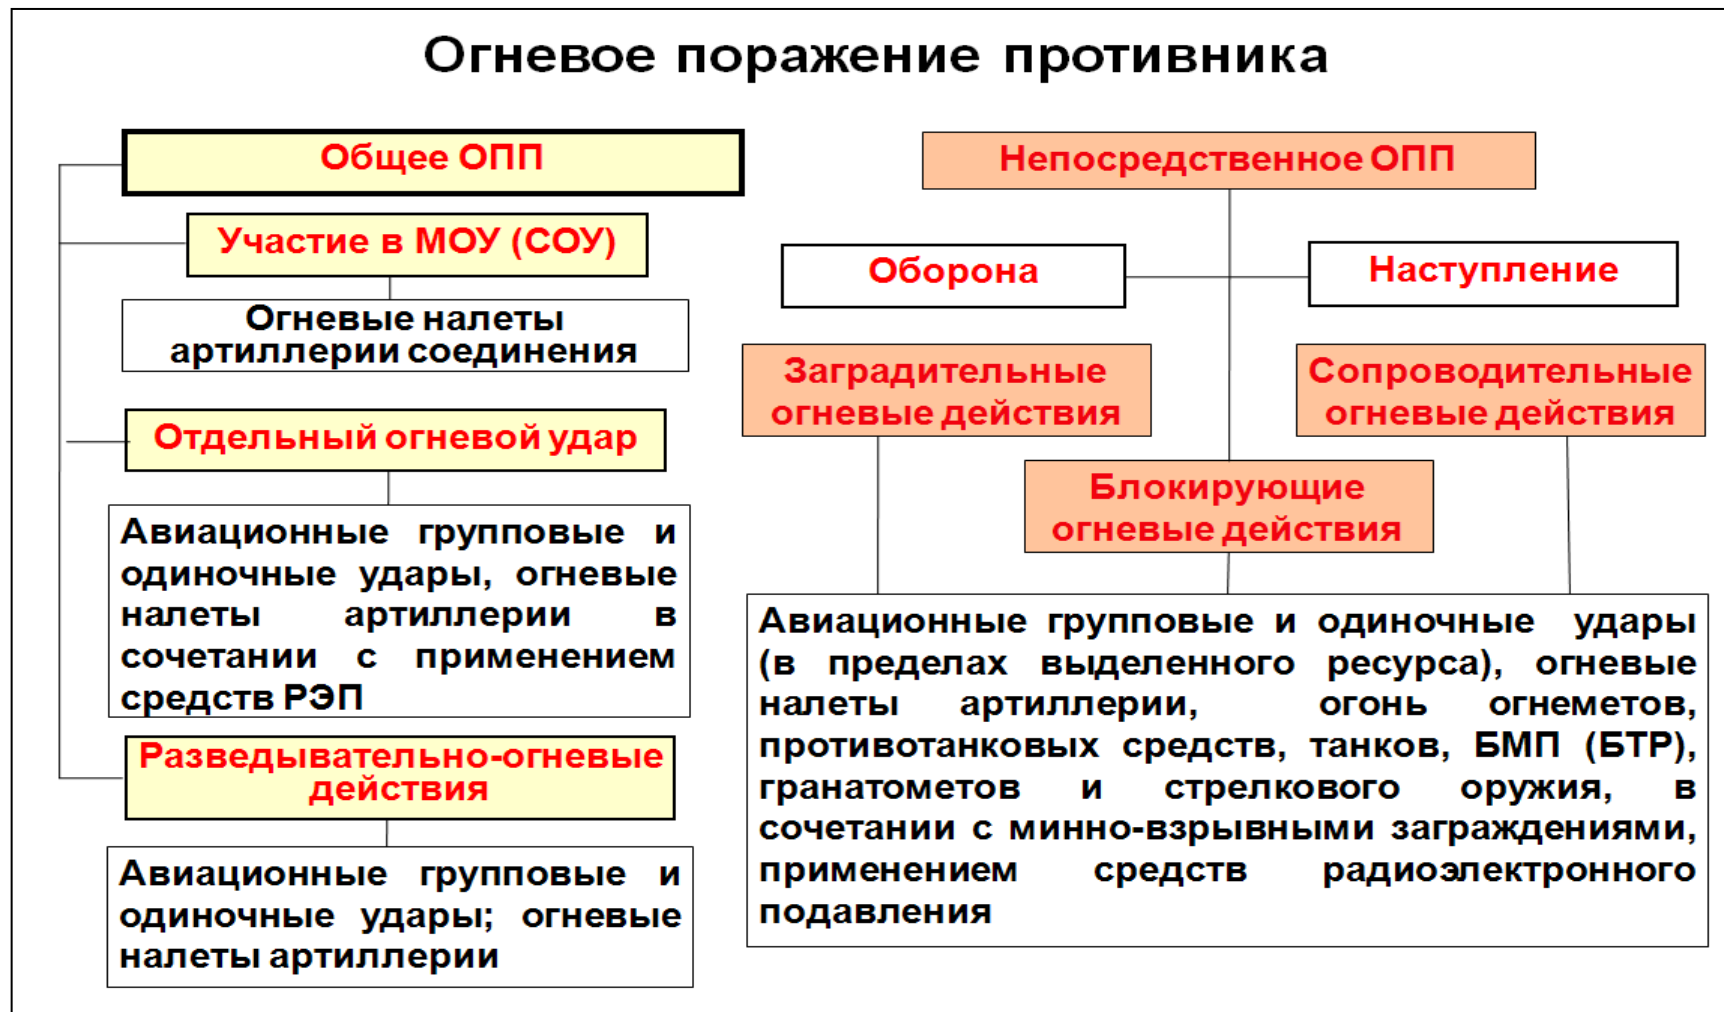 Огневое поражение противника
Общее ОПП
Участие в МОУ (СОУ)
Огневые налеты
артиллерии соединения
Отдельный огневой удар
Авиационные групповые и
одиночные удары, огневые
налеты артиллерии в
сочетании с применением
средств РЭП
Разведывательно-огневые
действия
Авиационные групповые и
одиночные удары; огневые
налеты артиллерии
Непосредственное ОПП
Оборона
Наступление
Заградительные
огневые действия
Сопроводительные
огневые действия
Блокирующие
огневые действия
Авиационные групповые и одиночные удары
(в пределах выделенного ресурса), огневые
налеты артиллерии, огонь огнеметов,
противотанковых средств, танков, БМП (БТР),
гранатометов и стрелкового оружия, в
сочетании с минно-взрывными заграждениями,
применением средств радиоэлектронного
подавления